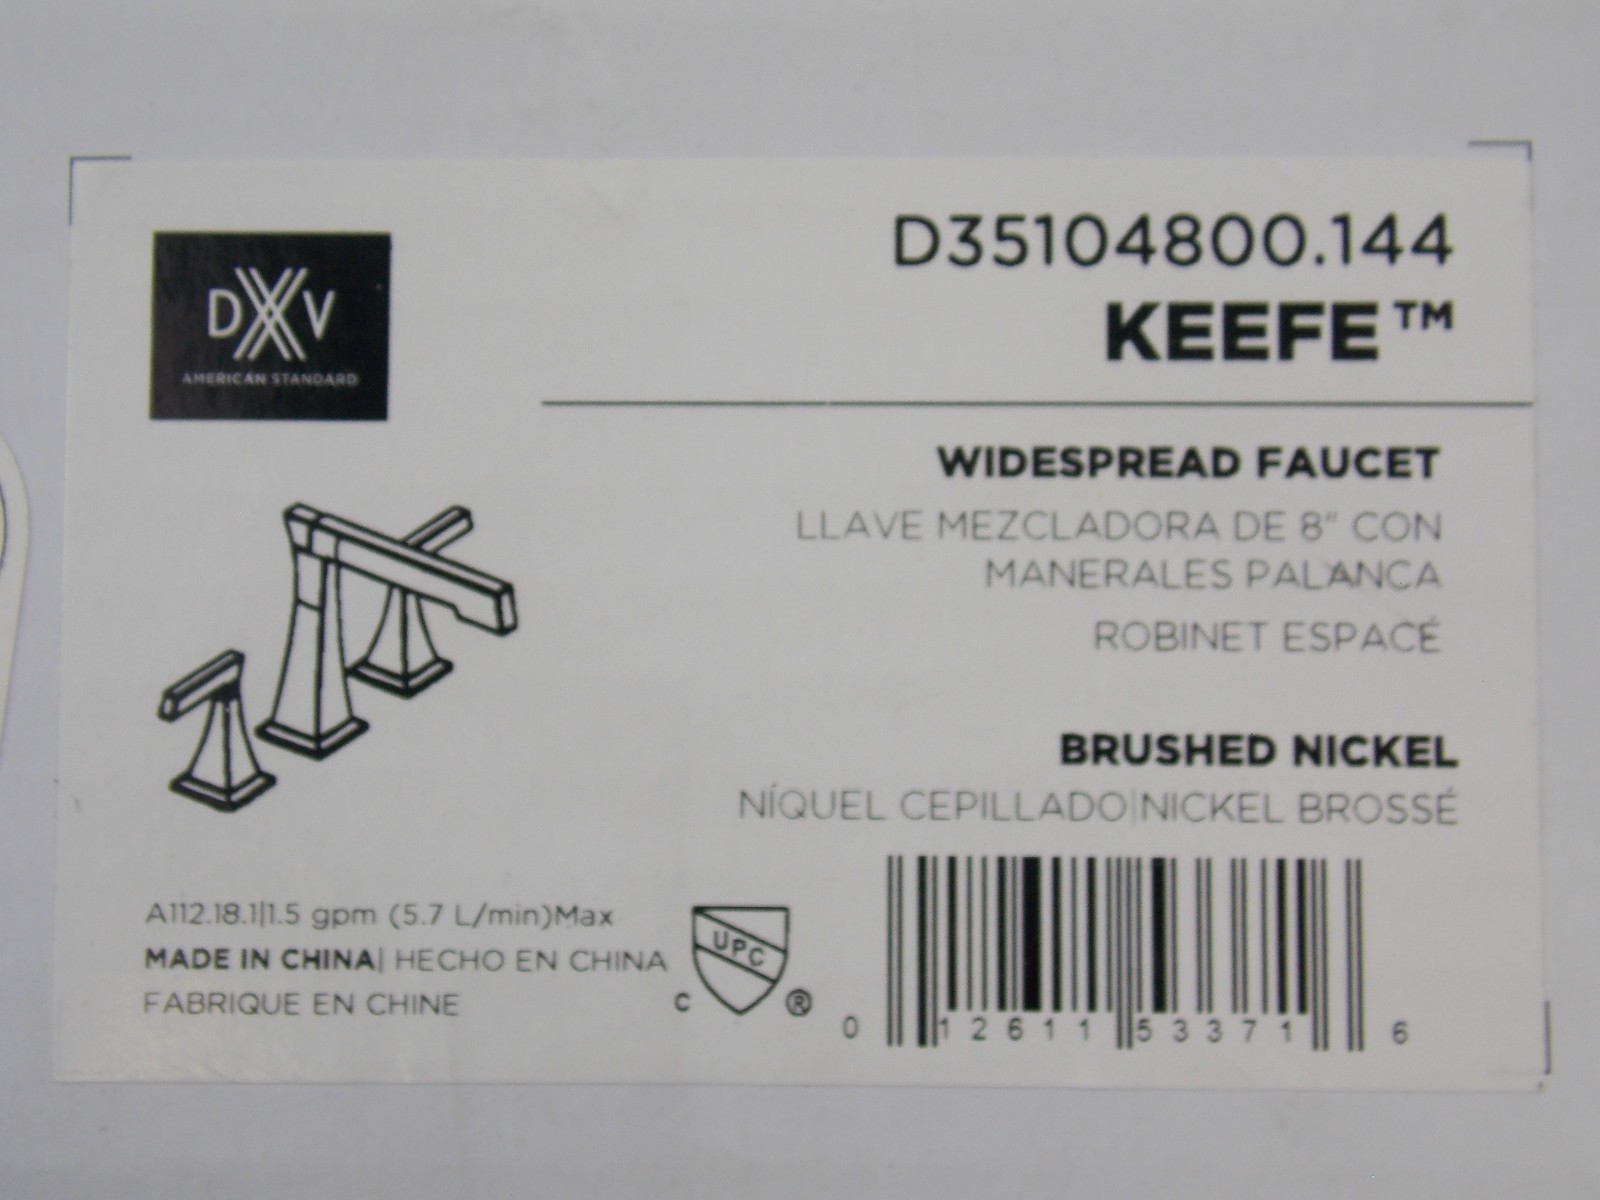 DXV
AMERICAN STANDARD
D35104800.144
KEEFE™
WIDESPREAD FAUCET
LLAVE MEZCLADORA DE 8" CON
MANERALES PALANCA
ROBINET ESPACÉ
BRUSHED NICKEL
NÍQUEL CEPILLADO|NICKEL BROSSÉ
A112.18.1|1.5 gpm (5.7 L/min)Max
MADE IN CHINA| HECHO EN CHINA
FABRIQUE EN CHINE
C UPC ®
0 12611 53371 6